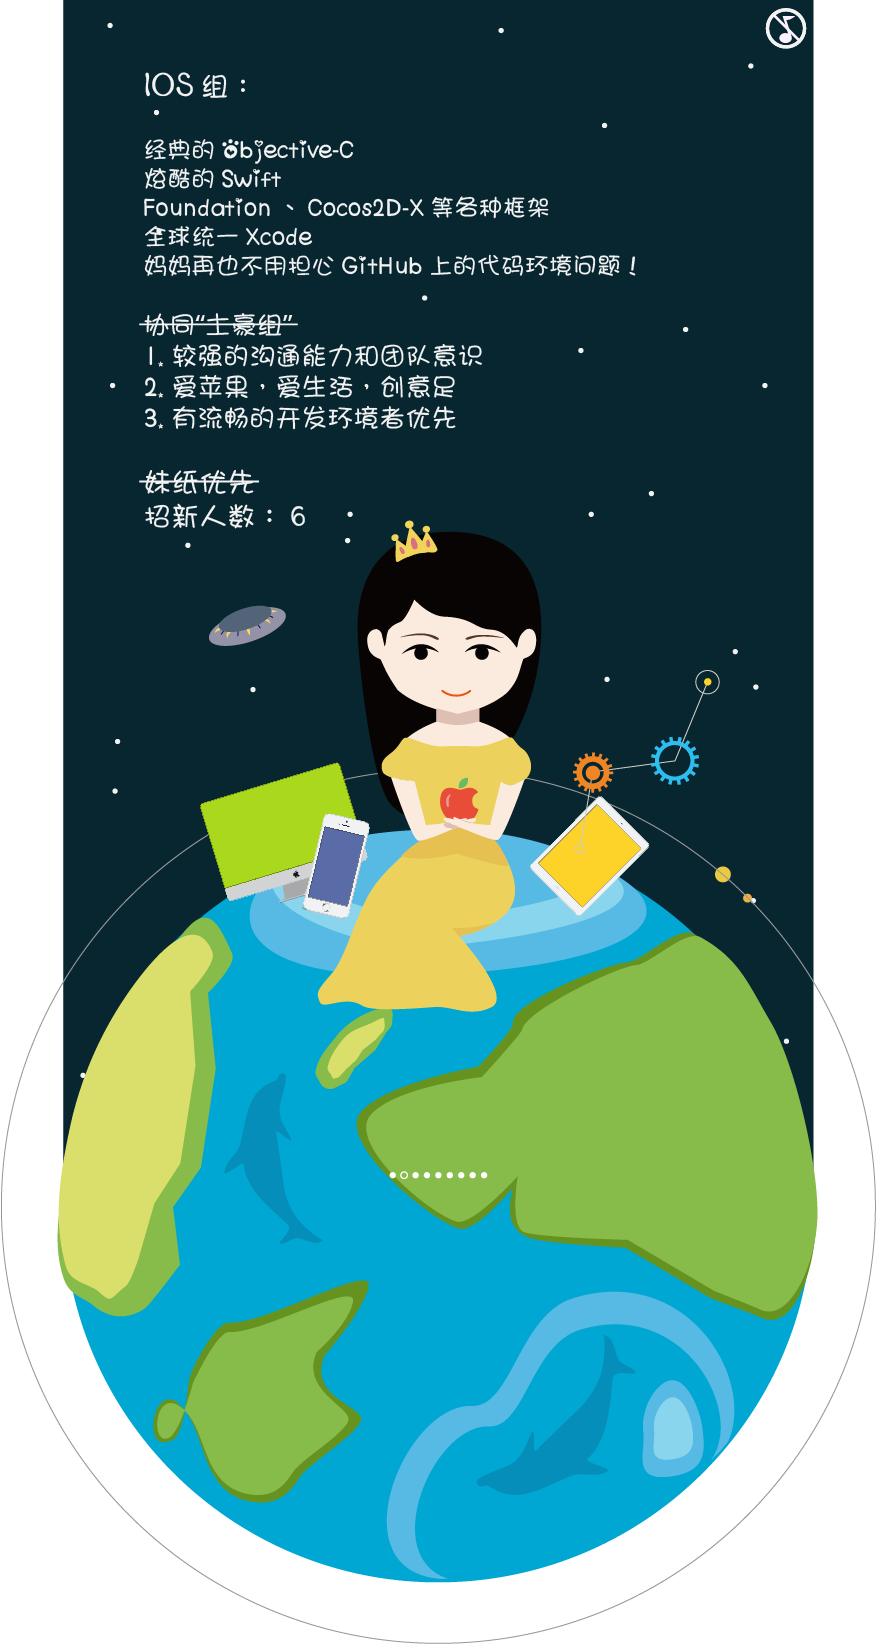 IOS 组：
经典的 Objective-C
炫酷的 Swift
Foundation 、 Cocos2D-X 等各种框架
全球统一 Xcode
妈妈再也不用担心 GitHub 上的代码环境问题！
协同“土豪组”
1. 较强的沟通能力和团队意识
2. 爱苹果，爱生活，创意足
3. 有流畅的开发环境者优先
妹纸优先
招新人数： 6